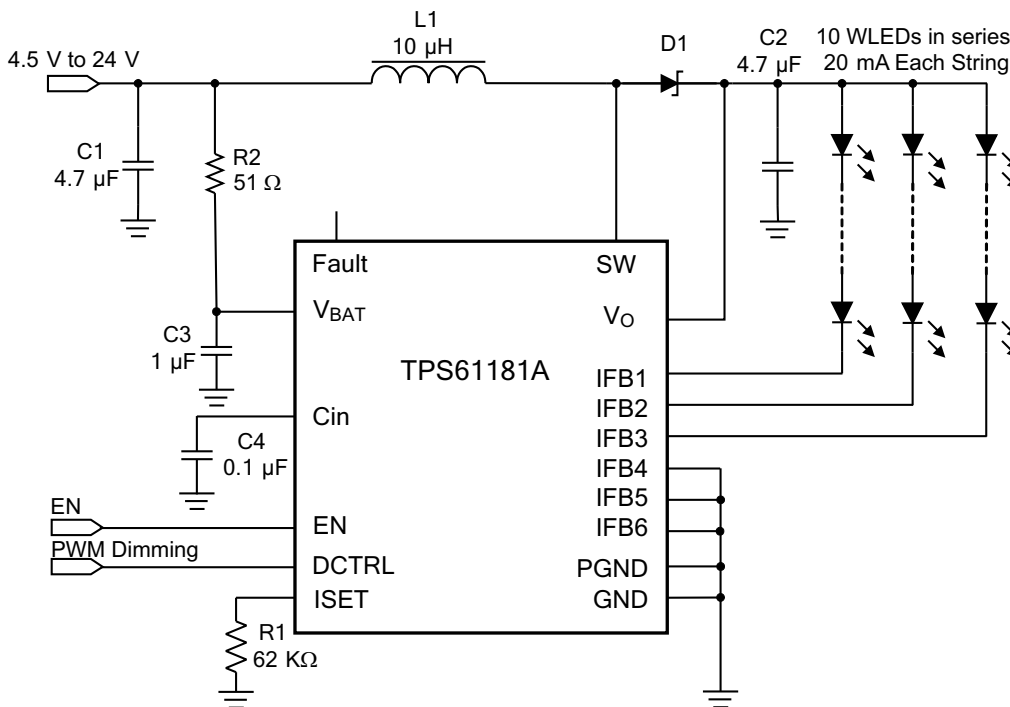 L1
10 µH
4.5 V to 24 V
D1
C2
4.7 µF
10 WLEDs in series
20 mA Each String
C1
4.7 µF
R2
51 Ω
Fault
SW
VBAT
VO
C3
1 µF
TPS61181A
IFB1
IFB2
IFB3
IFB4
IFB5
IFB6
Cin
C4
0.1 µF
EN
EN
PWM Dimming
DCTRL
PGND
ISET
GND
R1
62 KΩ